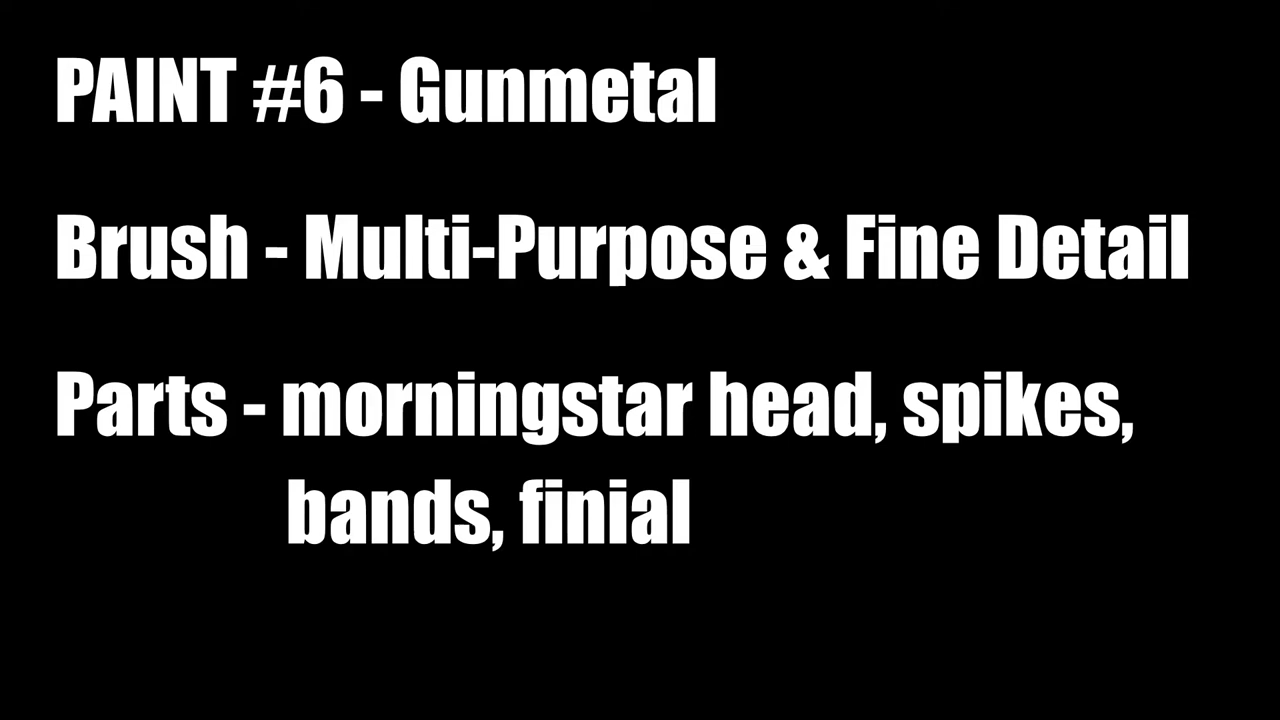 PAINT #6 - Gunmetal
Brush - Multi-Purpose & Fine Detail
Parts - morningstar head, spikes,
bands, finial